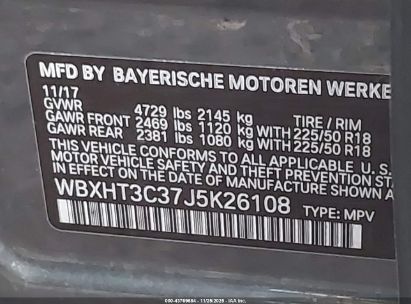 MFD BY BAYERISCHE MOTOREN WERKE
11/17
GVWR 4729 lbs 2145 kg TIRE / RIM
GAWR FRONT 2469 lbs 1120 kg WITH 225/50 R18
GAWR REAR 2381 lbs 1080 kg WITH 225/50 R18
THIS VEHICLE CONFORMS TO ALL APPLICABLE U.S.
MOTOR VEHICLE SAFETY AND THEFT PREVENTION STA
IN EFFECT ON THE DATE OF MANUFACTURE SHOWN A
WBXHT3C37J5K26108 TYPE: MPV